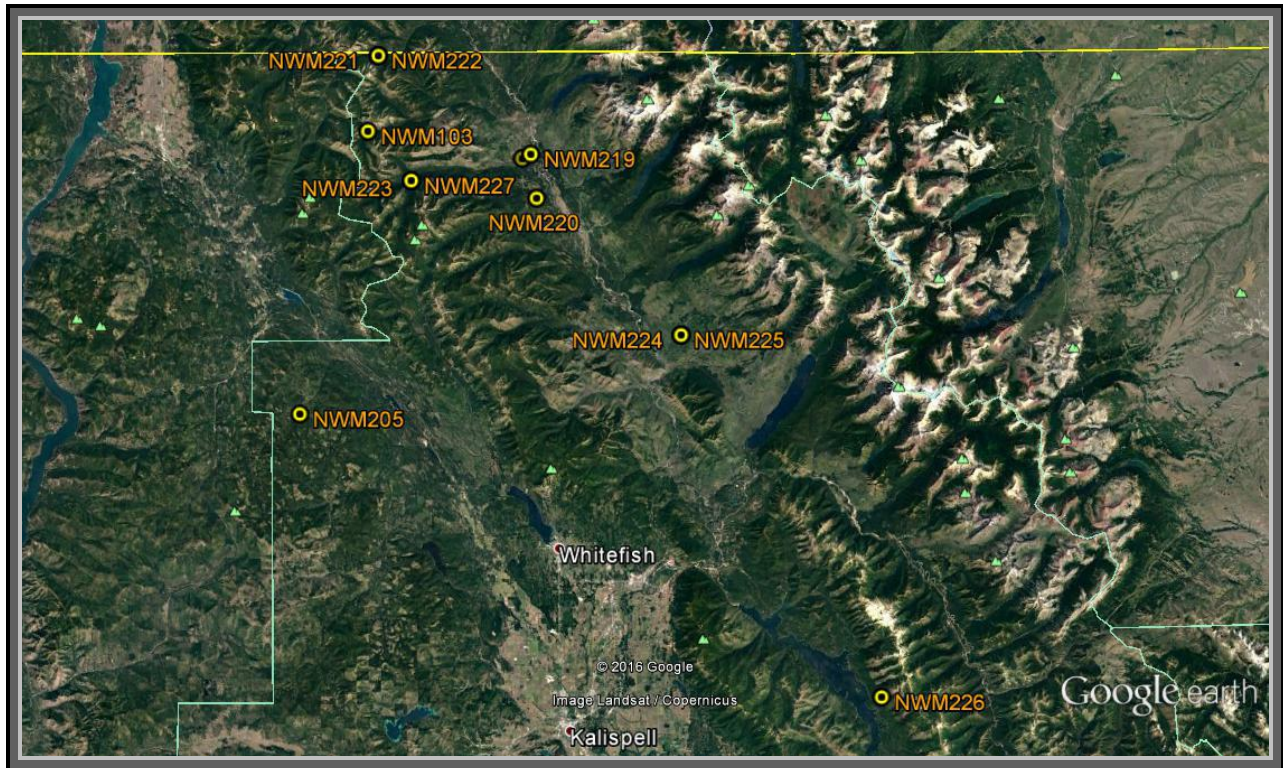 NWM221 NWM222
NWM103
NWM219
NWM223 NWM227
NWM220
NWM224 NWM225
NWM205
Whitefish
© 2016 Google
Image Landsat / Copernicus
NWM226
Google earth
Kalispell